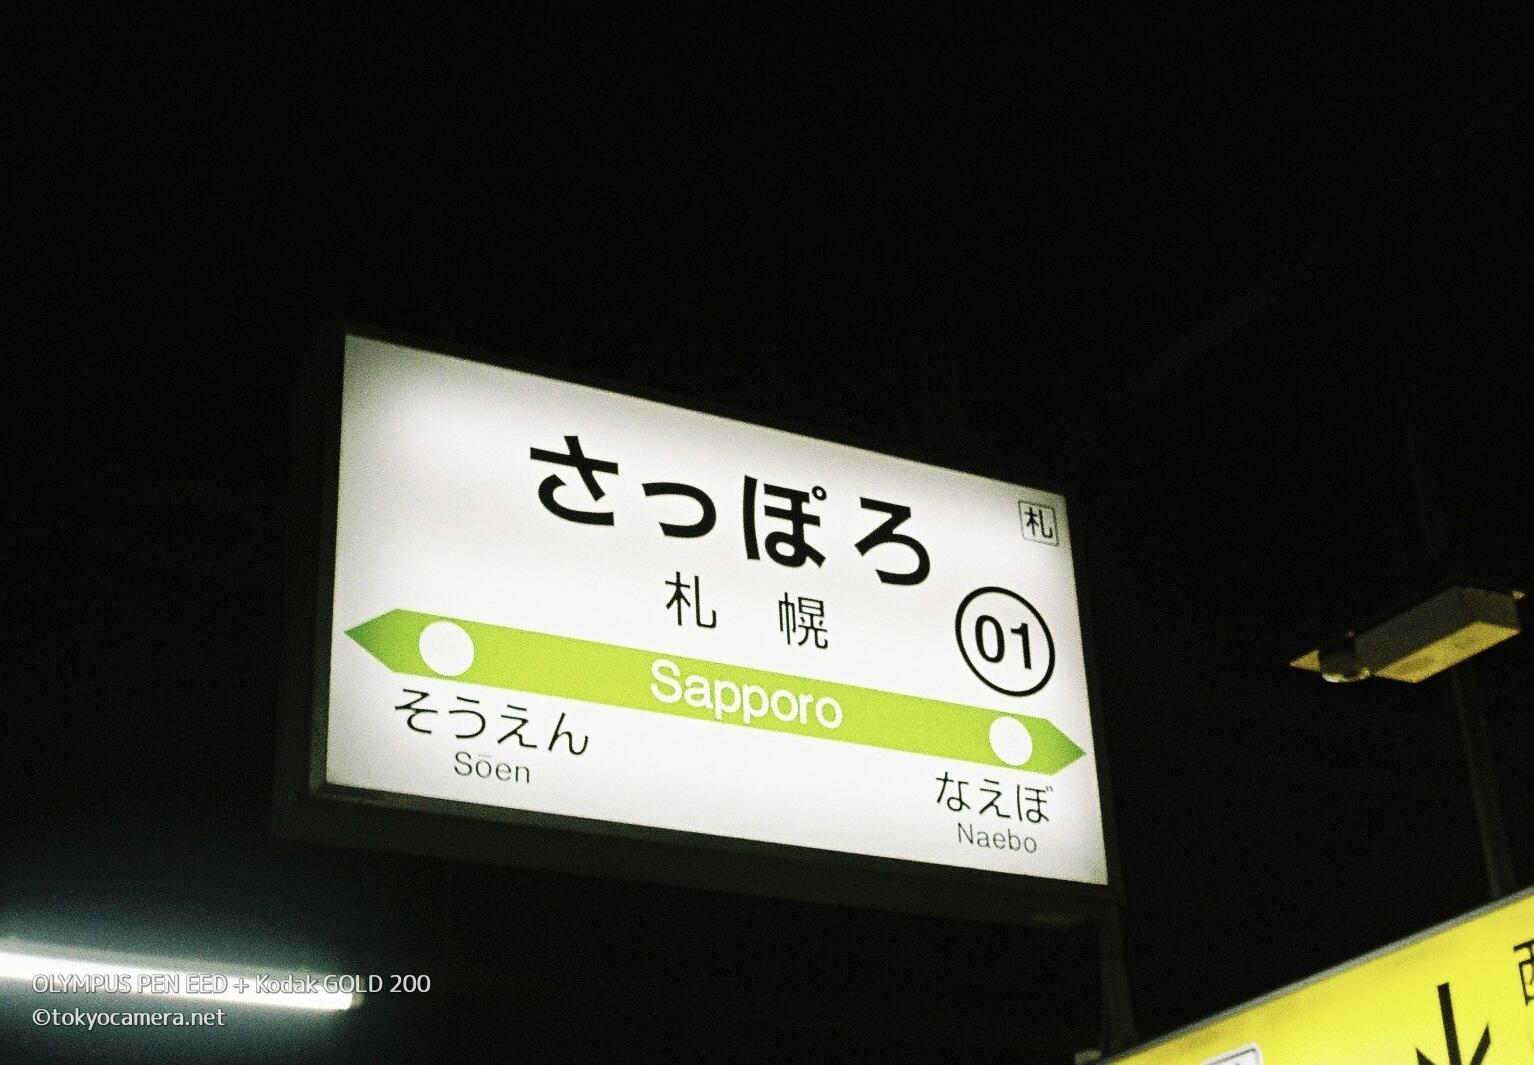 さっぽろ
札
札幌
01
Sapporo
そうえん
Sōen
なえぼ
Naebo
西
OLYMPUS PEN EED + Kodak GOLD 200
©tokyocamera.net